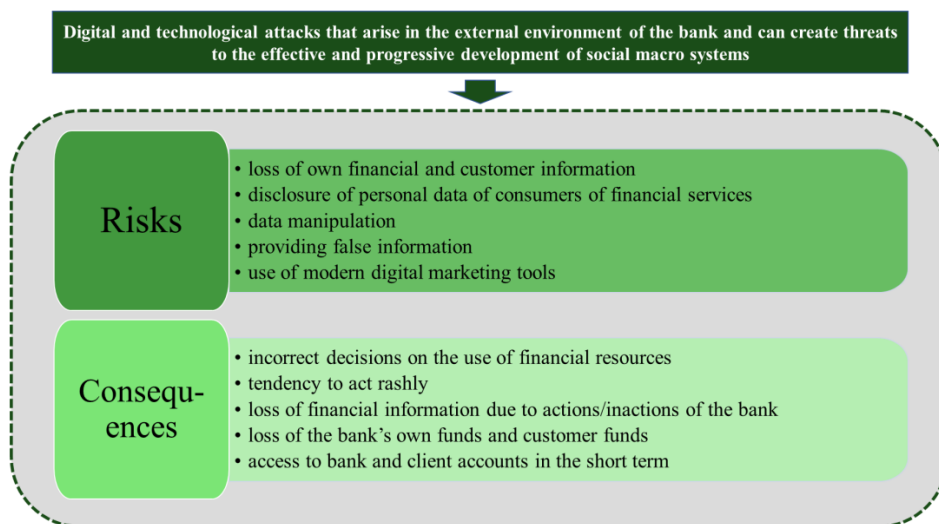 Digital and technological attacks that arise in the external environment of the bank and can create threats
to the effective and progressive development of social macro systems
Risks
• loss of own financial and customer information
• disclosure of personal data of consumers of financial services
• data manipulation
• providing false information
• use of modern digital marketing tools
Consequ-
ences
• incorrect decisions on the use of financial resources
• tendency to act rashly
• loss of financial information due to actions/inactions of the bank
• loss of the bank's own funds and customer funds
• access to bank and client accounts in the short term